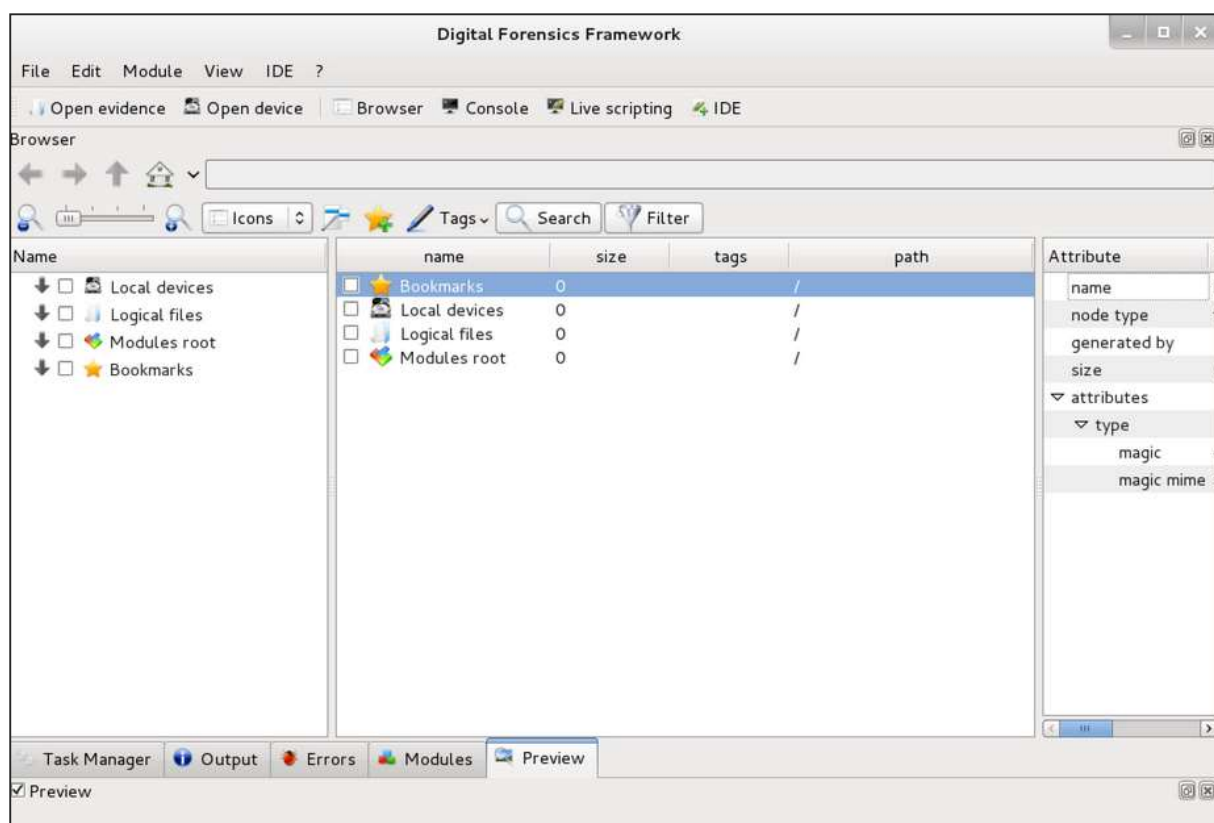 Digital Forensics Framework
File Edit Module View IDE ?
Open evidence Open device Browser Console Live scripting IDE
Browser
Icons Tags Search Filter
Name
Local devices
Logical files
Modules root
Bookmarks
name size tags path
Bookmarks 0 /
Local devices 0 /
Logical files 0 /
Modules root 0 /
Attribute
name
node type
generated by
size
attributes
type
magic
magic mime
Task Manager Output Errors Modules Preview
Preview